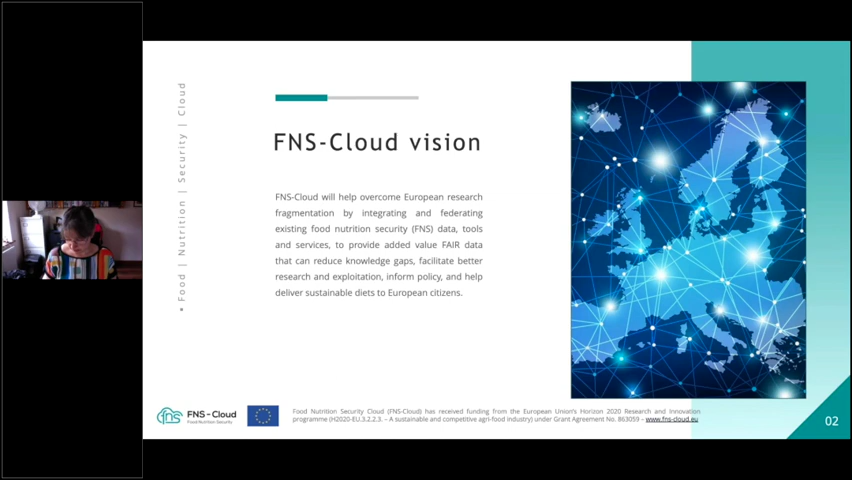 Food | Nutrition | Security | Cloud
FNS-Cloud vision
FNS-Cloud will help overcome European research
fragmentation by integrating and federating
existing food nutrition security (FNS) data, tools
and services, to provide added value FAIR data
that can reduce knowledge gaps, facilitate better
research and exploitation, inform policy, and help
deliver sustainable diets to European citizens.
fns
FNS-Cloud
Food Nutrition Security
Food Nutrition Security Cloud (FNS-Cloud) has received funding from the European Union's Horizon 2020 Research and Innovation
programme (H2020-EU.3.2.2.3. – A sustainable and competitive agri-food industry) under Grant Agreement No. 863059 – www.fns-cloud.eu
02